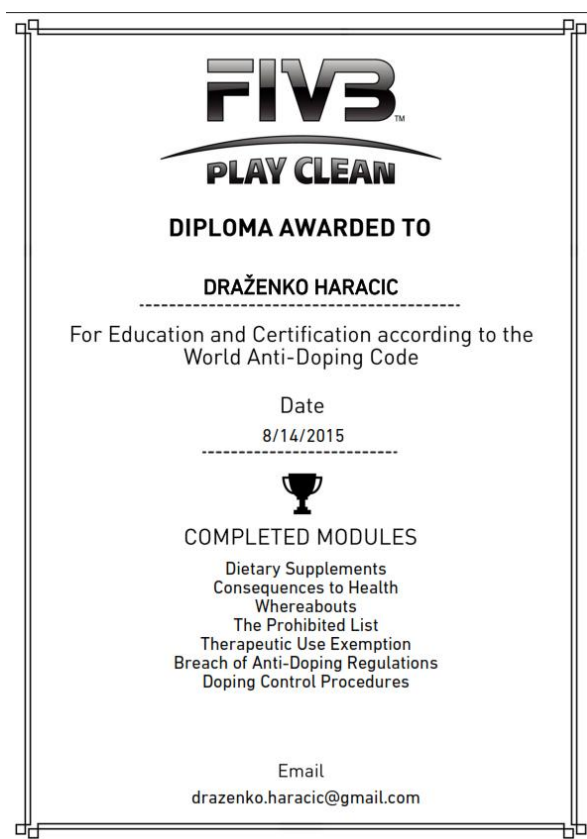 FIVB
TM
PLAY CLEAN
DIPLOMA AWARDED TO
DRAŽENKO HARACIC
For Education and Certification according to the
World Anti-Doping Code
Date
8/14/2015
COMPLETED MODULES
Dietary Supplements
Consequences to Health
Whereabouts
The Prohibited List
Therapeutic Use Exemption
Breach of Anti-Doping Regulations
Doping Control Procedures
Email
drazenko.haracic@gmail.com